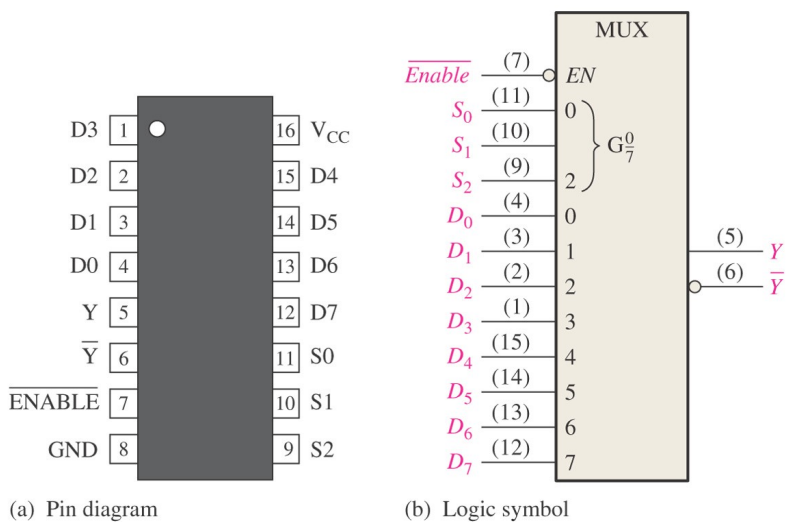 D3 1 16 VCC
D2 2 15 D4
D1 3 14 D5
D0 4 13 D6
Y 5 12 D7
Y̅ 6 11 S0
E̅N̅A̅B̅L̅E̅ 7 10 S1
GND 8 9 S2
(a) Pin diagram
MUX
E̅n̅a̅b̅l̅e̅ (7) EN
S0 (11) 0
S1 (10) G 0/7
S2 (9) 2
D0 (4) 0
D1 (3) 1 (5) Y
D2 (2) 2 (6) Y̅
D3 (1) 3
D4 (15) 4
D5 (14) 5
D6 (13) 6
D7 (12) 7
(b) Logic symbol